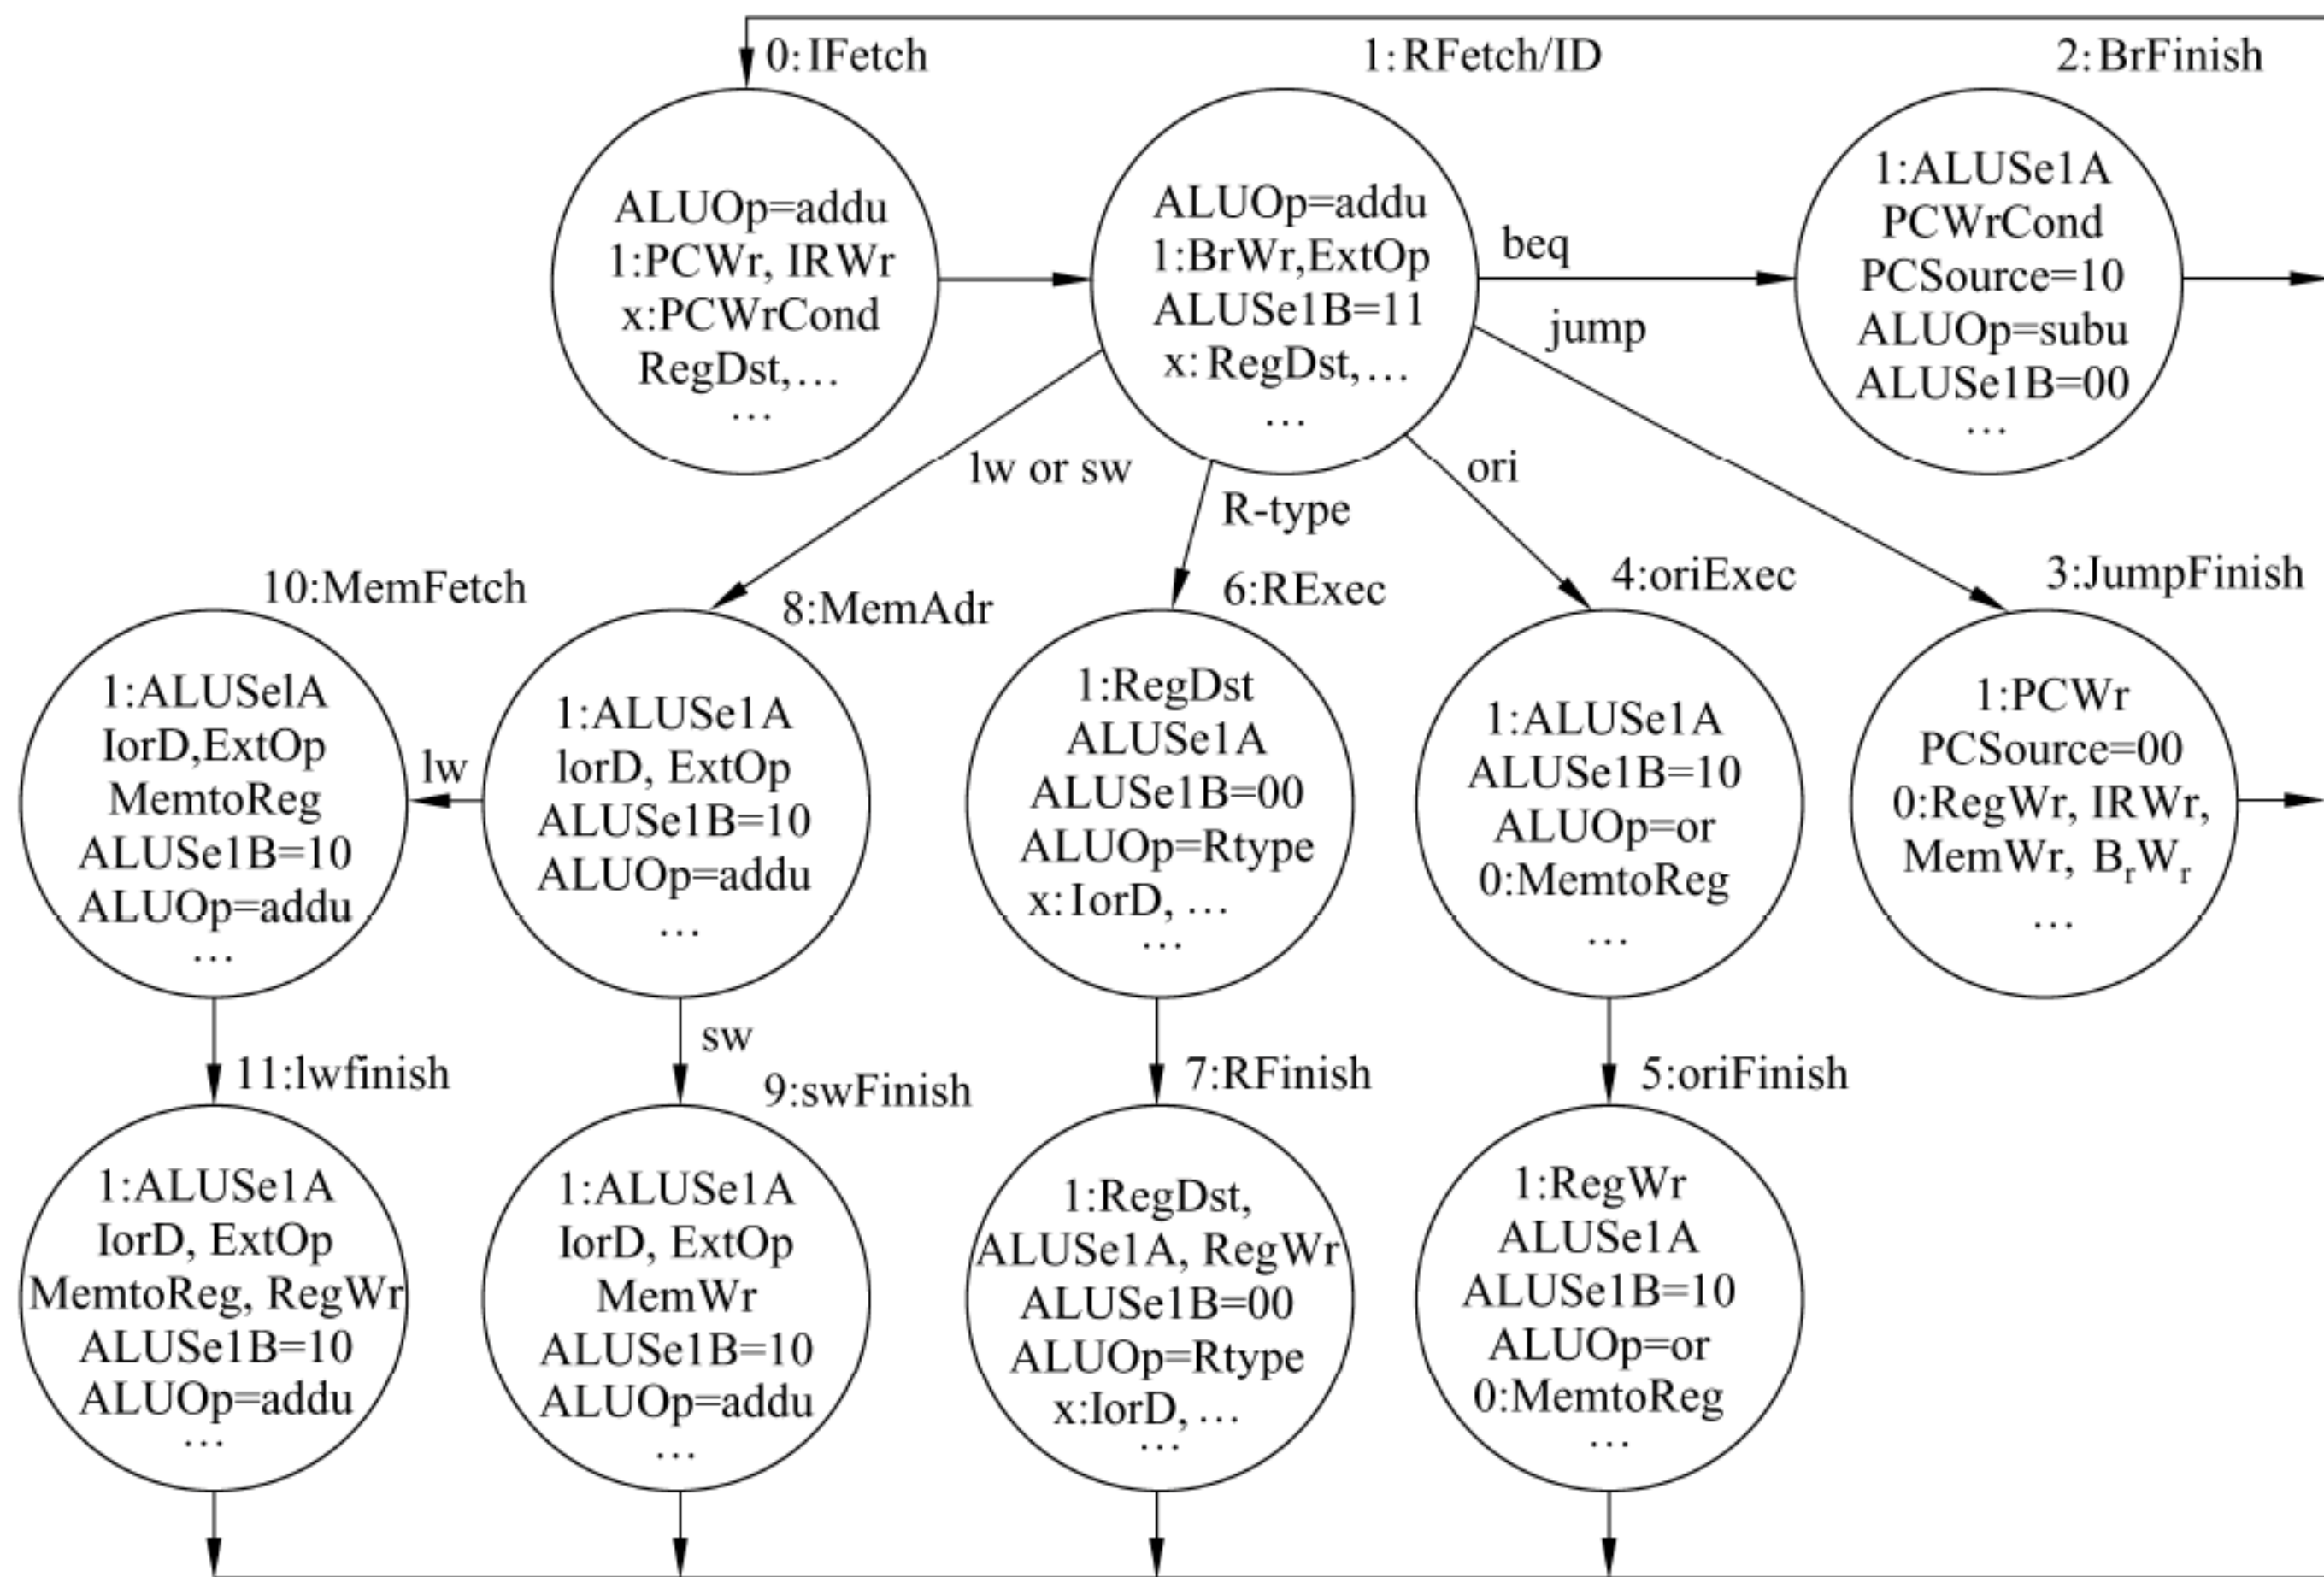 0:IFetch
ALUOp=addu
1:PCWr, IRWr
x:PCWrCond
RegDst,…
…
1:RFetch/ID
ALUOp=addu
1:BrWr,ExtOp
ALUSe1B=11
x:RegDst,…
…
beq
jump
2:BrFinish
1:ALUSe1A
PCWrCond
PCSource=10
ALUOp=subu
ALUSe1B=00
…
lw or sw
R-type
ori
10:MemFetch
1:ALUSelA
IorD,ExtOp
MemtoReg
ALUSe1B=10
ALUOp=addu
…
lw
8:MemAdr
1:ALUSe1A
lorD, ExtOp
ALUSe1B=10
ALUOp=addu
…
6:RExec
1:RegDst
ALUSe1A
ALUSe1B=00
ALUOp=Rtype
x:IorD, …
…
4:oriExec
1:ALUSe1A
ALUSe1B=10
ALUOp=or
0:MemtoReg
…
3:JumpFinish
1:PCWr
PCSource=00
0:RegWr, IRWr,
MemWr, BrWr
…
sw
11:lwfinish
1:ALUSe1A
IorD, ExtOp
MemtoReg, RegWr
ALUSe1B=10
ALUOp=addu
…
9:swFinish
1:ALUSe1A
IorD, ExtOp
MemWr
ALUSe1B=10
ALUOp=addu
…
7:RFinish
1:RegDst,
ALUSe1A, RegWr
ALUSe1B=00
ALUOp=Rtype
x:IorD, …
…
5:oriFinish
1:RegWr
ALUSe1A
ALUSe1B=10
ALUOp=or
0:MemtoReg
…